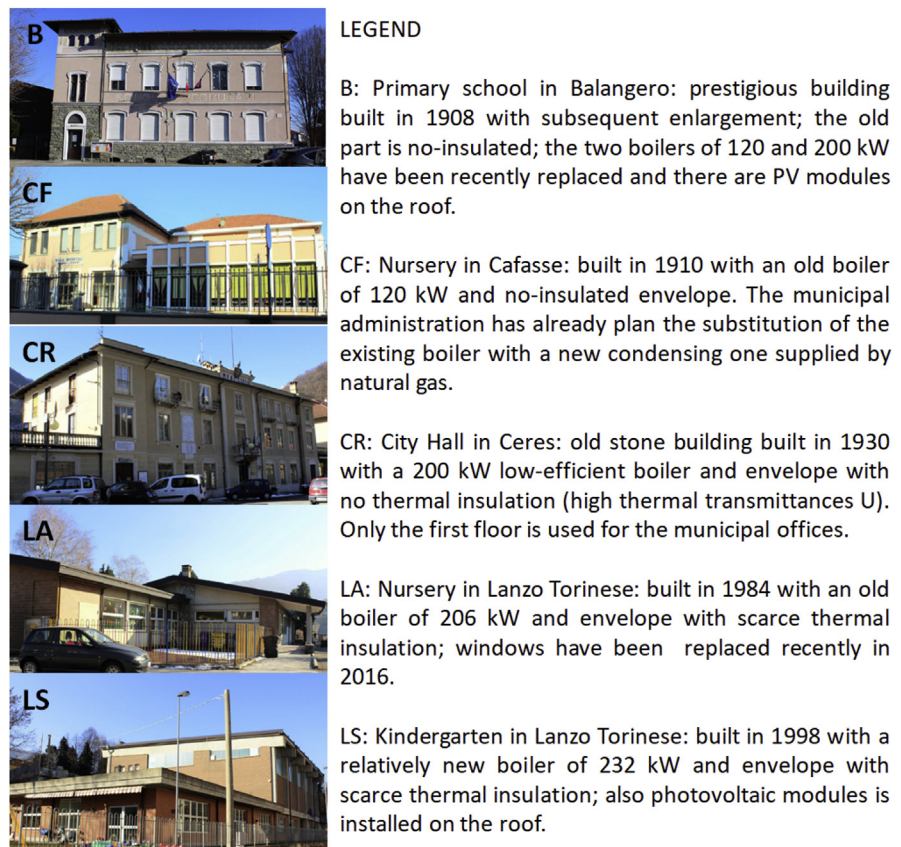 B
CF
CR
LA
LS
LEGEND
B: Primary school in Balangero: prestigious building
built in 1908 with subsequent enlargement; the old
part is no-insulated; the two boilers of 120 and 200 kW
have been recently replaced and there are PV modules
on the roof.
CF: Nursery in Cafasse: built in 1910 with an old boiler
of 120 kW and no-insulated envelope. The municipal
administration has already plan the substitution of the
existing boiler with a new condensing one supplied by
natural gas.
CR: City Hall in Ceres: old stone building built in 1930
with a 200 kW low-efficient boiler and envelope with
no thermal insulation (high thermal transmittances U).
Only the first floor is used for the municipal offices.
LA: Nursery in Lanzo Torinese: built in 1984 with an old
boiler of 206 kW and envelope with scarce thermal
insulation; windows have been replaced recently in
2016.
LS: Kindergarten in Lanzo Torinese: built in 1998 with a
relatively new boiler of 232 kW and envelope with
scarce thermal insulation; also photovoltaic modules is
installed on the roof.